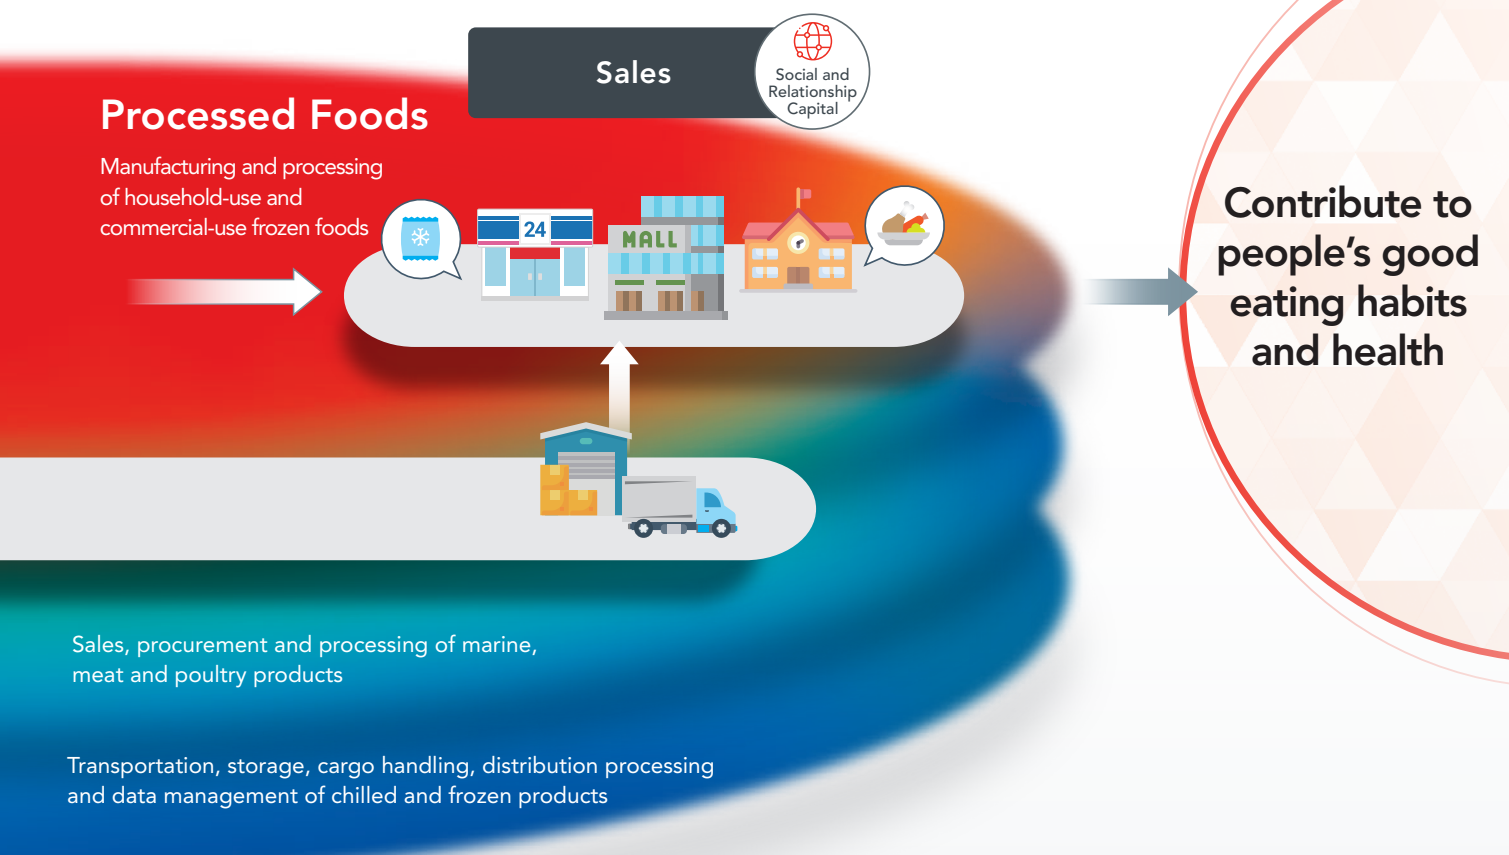 Sales
Social and
Relationship
Capital
Processed Foods
Manufacturing and processing
of household-use and
commercial-use frozen foods
24
MALL
Contribute to
people's good
eating habits
and health
Sales, procurement and processing of marine,
meat and poultry products
Transportation, storage, cargo handling, distribution processing
and data management of chilled and frozen products